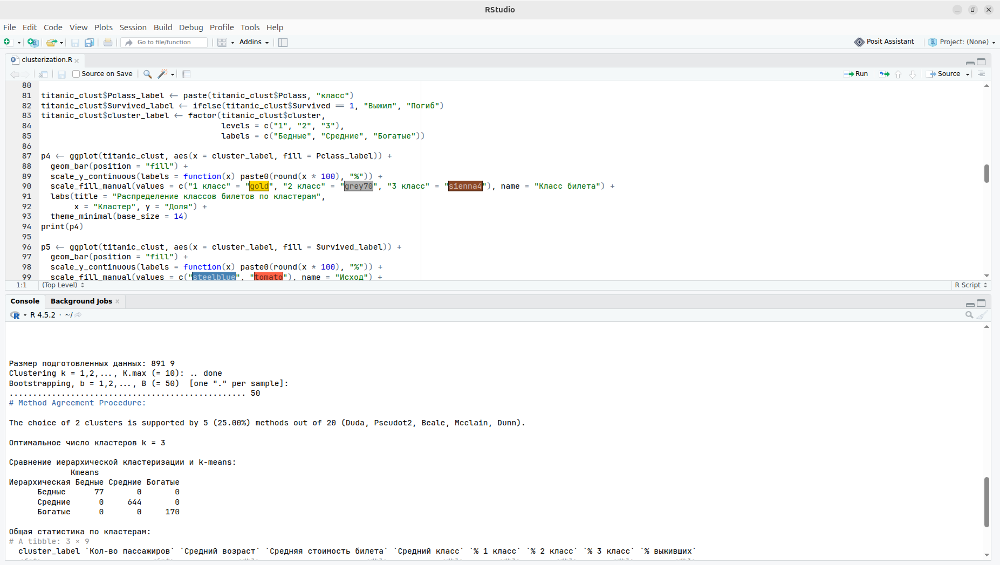 RStudio
File Edit Code View Plots Session Build Debug Profile Tools Help
Go to file/function Addins Posit Assistant Project: (None)
clusterization.R
Source on Save Run Source
80
81 titanic_clust$Pclass_label <- paste(titanic_clust$Pclass, "класс")
82 titanic_clust$Survived_label <- ifelse(titanic_clust$Survived == 1, "Выжил", "Погиб")
83 titanic_clust$cluster_label <- factor(titanic_clust$cluster,
84 levels = c("1", "2", "3"),
85 labels = c("Бедные", "Средние", "Богатые"))
86
87 p4 <- ggplot(titanic_clust, aes(x = cluster_label, fill = Pclass_label)) +
88 geom_bar(position = "fill") +
89 scale_y_continuous(labels = function(x) paste0(round(x * 100), "%")) +
90 scale_fill_manual(values = c("1 класс" = "gold", "2 класс" = "grey70", "3 класс" = "sienna4"), name = "Класс билета") +
91 labs(title = "Распределение классов билетов по кластерам",
92 x = "Кластер", y = "Доля") +
93 theme_minimal(base_size = 14)
94 print(p4)
95
96 p5 <- ggplot(titanic_clust, aes(x = cluster_label, fill = Survived_label)) +
97 geom_bar(position = "fill") +
98 scale_y_continuous(labels = function(x) paste0(round(x * 100), "%")) +
99 scale_fill_manual(values = c("steelblue", "tomato"), name = "Исход") +
1:1 (Top Level) R Script
Console Background Jobs
R 4.5.2 · ~/
Размер подготовленных данных: 891 9
Clustering k = 1,2,..., K.max (= 10): .. done
Bootstrapping, b = 1,2,..., B (= 50)  [one "." per sample]:
.................................................. 50
# Method Agreement Procedure:
The choice of 2 clusters is supported by 5 (25.00%) methods out of 20 (Duda, Pseudot2, Beale, Mcclain, Dunn).
Оптимальное число кластеров k = 3
Сравнение иерархической кластеризации и k-means:
Kmeans
Иерархическая Бедные Средние Богатые
Бедные 77 0 0
Средние 0 644 0
Богатые 0 0 170
Общая статистика по кластерам:
# A tibble: 3 × 9
cluster_label `Кол-во пассажиров` `Средний возраст` `Средняя стоимость билета` `Средний класс` `% 1 класс` `% 2 класс` `% 3 класс` `% выживших`